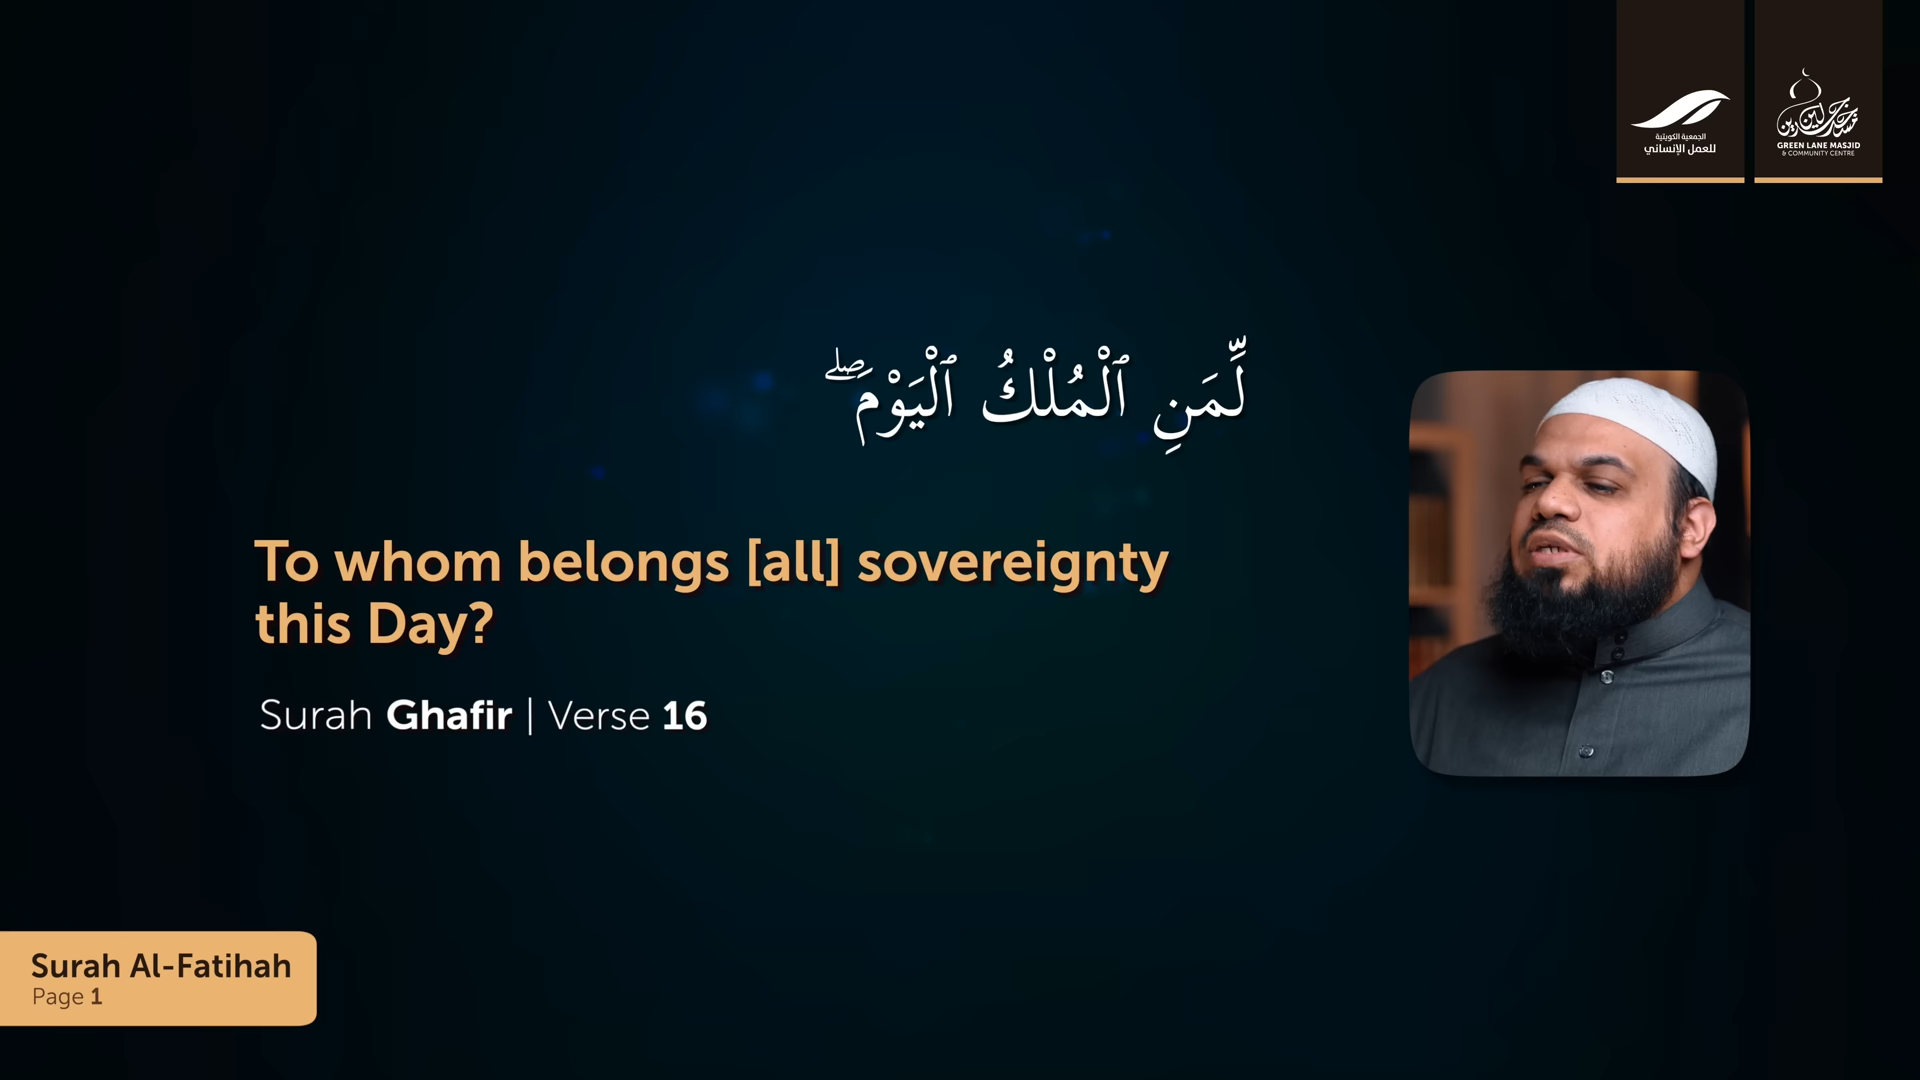 الجمعية الكويتية
للعمل الإنساني
GREEN LANE MASJID
& COMMUNITY CENTRE
لِّمَنِ ٱلْمُلْكُ ٱلْيَوْمَ ۖ
To whom belongs [all] sovereignty
this Day?
Surah Ghafir | Verse 16
Surah Al-Fatihah
Page 1